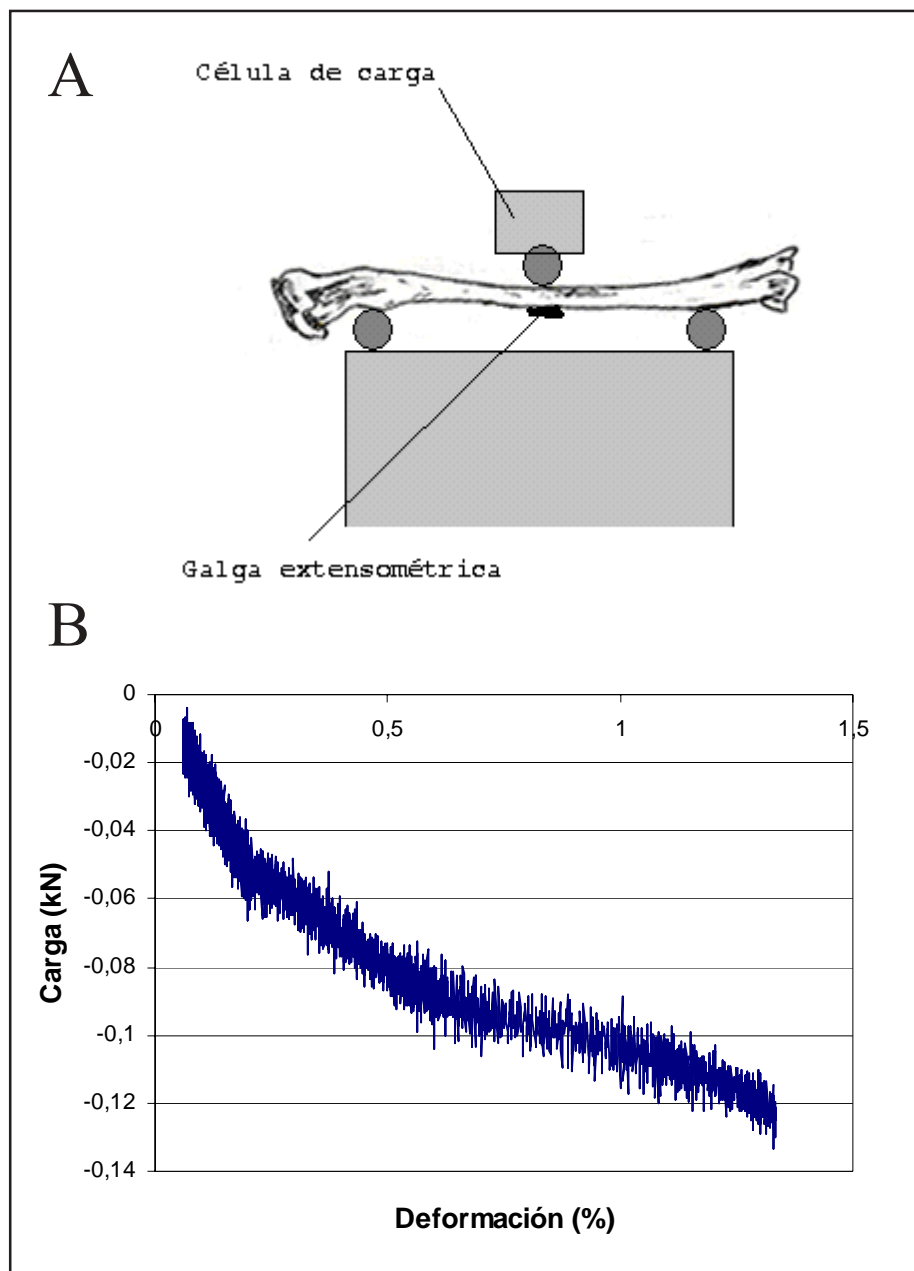 A
Célula de carga
Galga extensométrica
B
0
0 0,5 1 1,5
-0,02
-0,04
-0,06
-0,08
-0,1
-0,12
-0,14
Carga (kN)
Deformación (%)